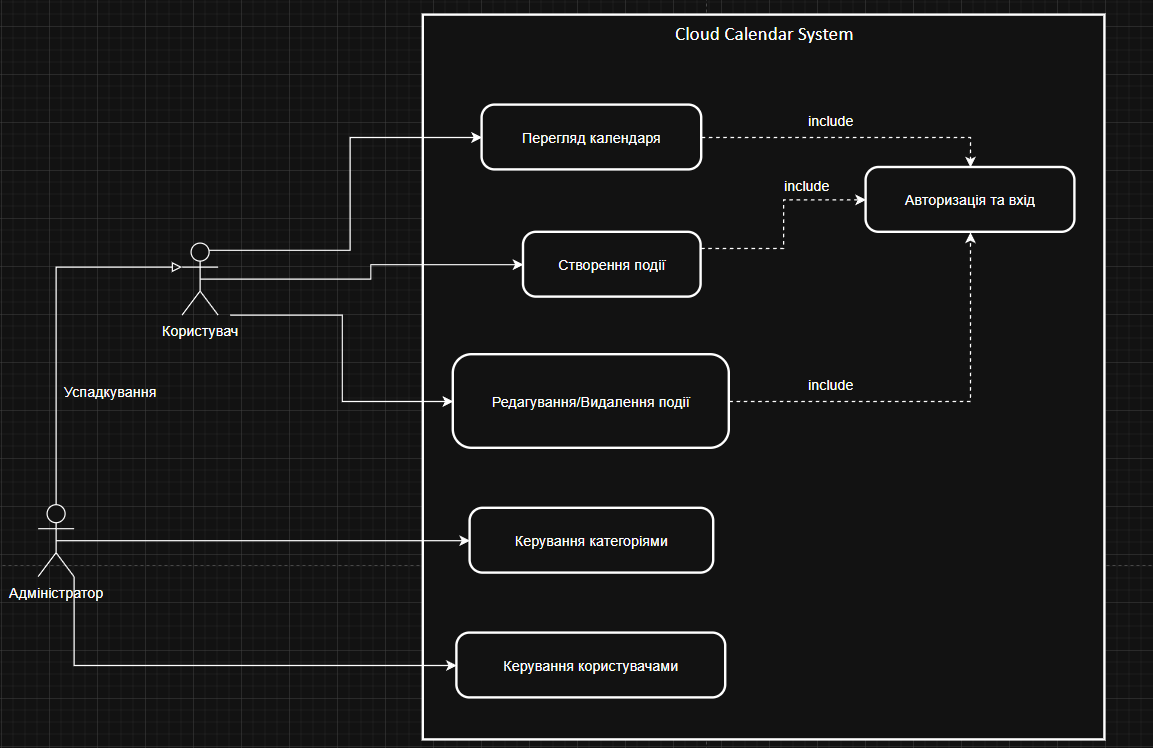 Cloud Calendar System
include
Перегляд календаря
include
Авторизація та вхід
Створення події
Користувач
include
Успадкування
Редагування/Видалення події
Керування категоріями
Адміністратор
Керування користувачами